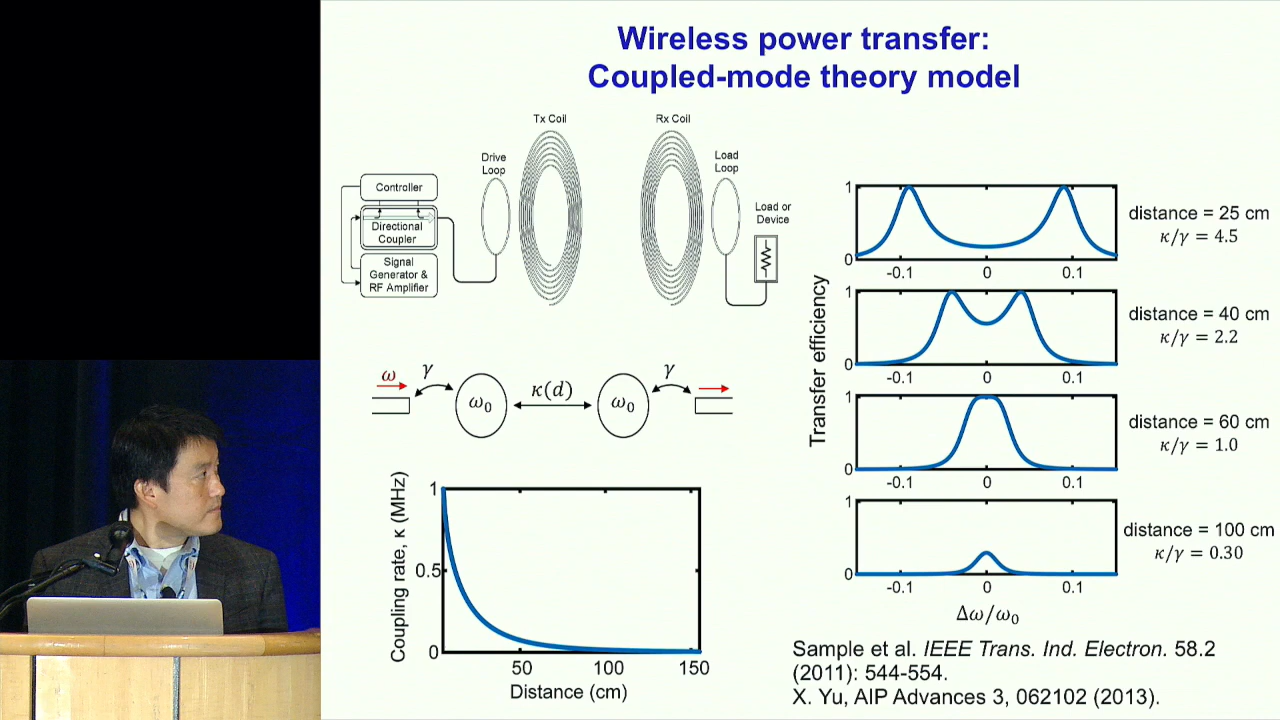 Wireless power transfer:
Coupled-mode theory model
Tx Coil
Rx Coil
Drive
Loop
Load
Loop
Controller
Directional
Coupler
Signal
Generator &
RF Amplifier
Load or
Device
ω
γ
ω₀
κ(d)
ω₀
γ
Coupling rate, κ (MHz)
1
0.5
0
50
100
150
Distance (cm)
Transfer efficiency
1
0
-0.1
0
0.1
distance = 25 cm
κ/γ = 4.5
1
0
-0.1
0
0.1
distance = 40 cm
κ/γ = 2.2
1
0
-0.1
0
0.1
distance = 60 cm
κ/γ = 1.0
1
0
-0.1
0
0.1
distance = 100 cm
κ/γ = 0.30
Δω/ω₀
Sample et al. IEEE Trans. Ind. Electron. 58.2
(2011): 544-554.
X. Yu, AIP Advances 3, 062102 (2013).